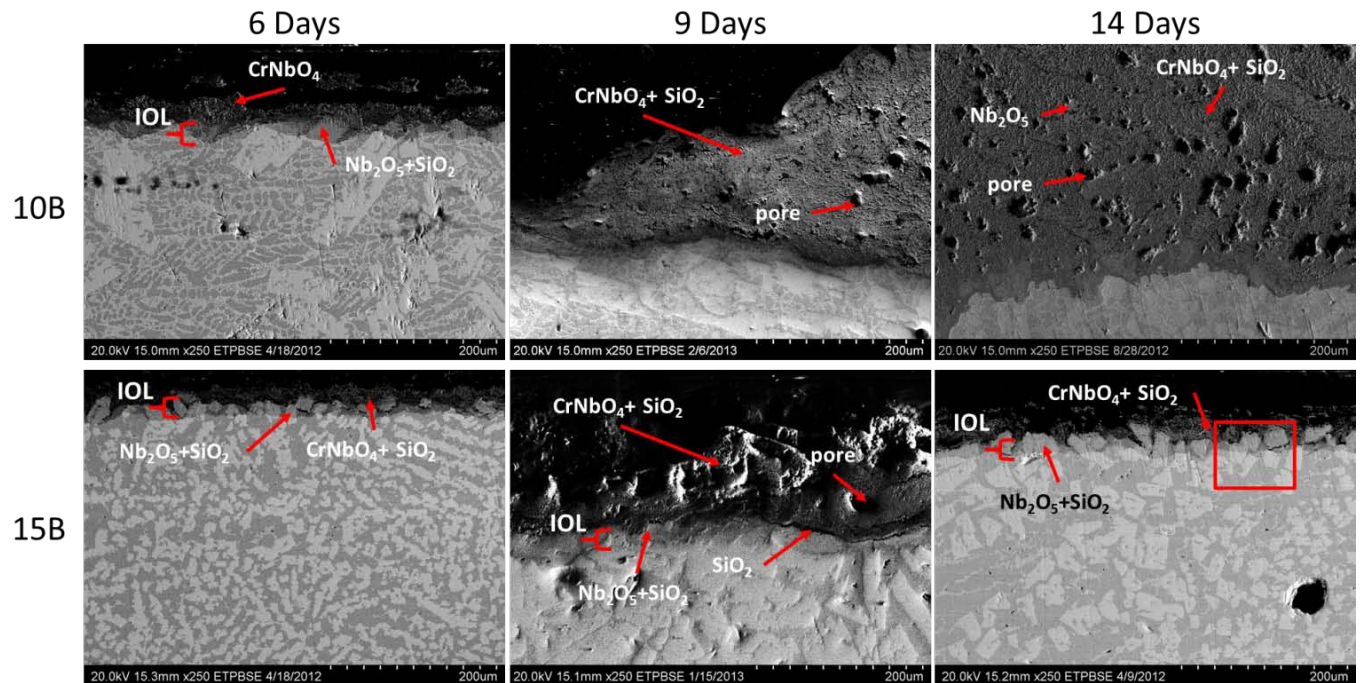 6 Days
9 Days
14 Days
10B
CrNbO₄
IOL
Nb₂O₅+SiO₂
20.0kV 15.0mm x250 ETPBSE 4/18/2012
200um
CrNbO₄+ SiO₂
pore
20.0kV 15.0mm x250 ETPBSE 2/6/2013
200um
CrNbO₄+ SiO₂
Nb₂O₅
pore
20.0kV 15.0mm x250 ETPBSE 8/28/2012
200um
15B
IOL
Nb₂O₅+SiO₂
CrNbO₄+ SiO₂
20.0kV 15.3mm x250 ETPBSE 4/18/2012
200um
CrNbO₄+ SiO₂
pore
IOL
SiO₂
Nb₂O₅+SiO₂
20.0kV 15.1mm x250 ETPBSE 1/15/2013
200um
CrNbO₄+ SiO₂
IOL
Nb₂O₅+SiO₂
20.0kV 15.2mm x250 ETPBSE 4/9/2012
200um